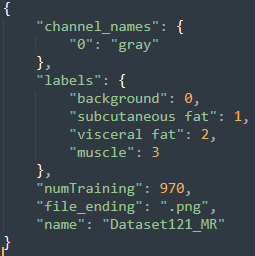 {
    "channel_names": {
        "0": "gray"
    },
    "labels": {
        "background": 0,
        "subcutaneous fat": 1,
        "visceral fat": 2,
        "muscle": 3
    },
    "numTraining": 970,
    "file_ending": ".png",
    "name": "Dataset121_MR"
}